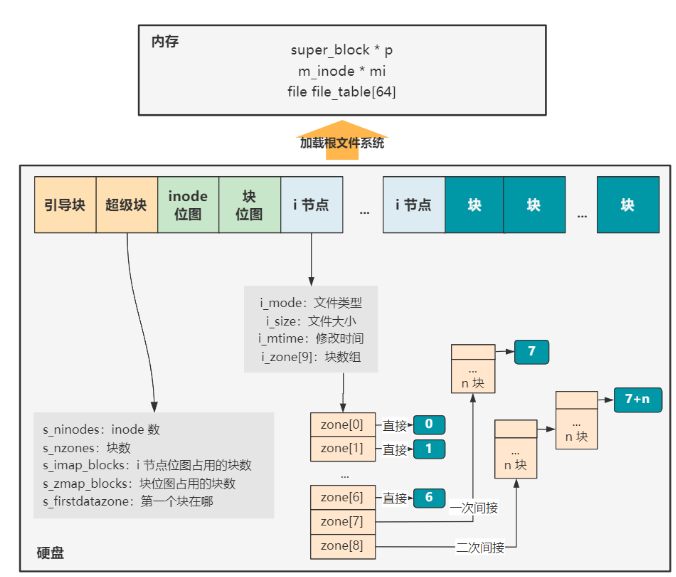 内存
super_block * p
m_inode * mi
file file_table[64]
加载根文件系统
引导块
超级块
inode
位图
块
位图
i 节点
...
i 节点
块
块
...
块
i_mode：文件类型
i_size：文件大小
i_mtime：修改时间
i_zone[9]：块数组
s_ninodes：inode 数
s_nzones：块数
s_imap_blocks：i 节点位图占用的块数
s_zmap_blocks：块位图占用的块数
s_firstdatazone：第一个块在哪
zone[0]
直接
0
zone[1]
直接
1
...
zone[6]
直接
6
zone[7]
一次间接
zone[8]
二次间接
...
n 块
7
...
n 块
...
n 块
7+n
硬盘